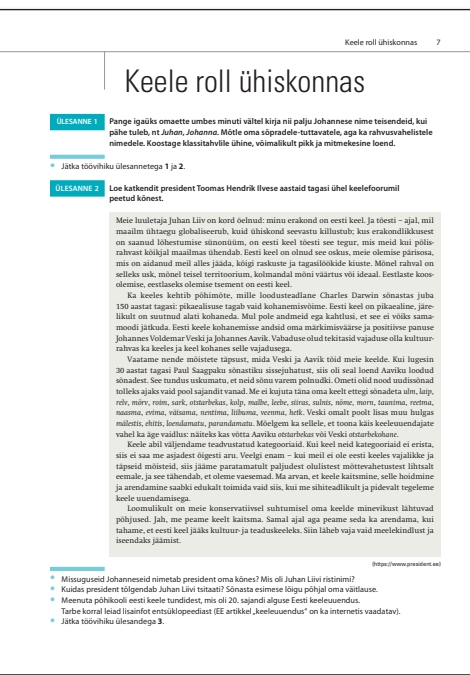 Keele roll ühiskonnas 7
Keele roll ühiskonnas
ÜLESANNE 1 Pange igaüks omaette umbes minuti vältel kirja nii palju Johannese nime teisendeid, kui
pähe tuleb, nt Juhan, Johanna. Mõtle oma sõpradele-tuttavatele, aga ka rahvusvahelistele
nimedele. Koostage klassitahvlile ühine, võimalikult pikk ja mitmekesine loend.
• Jätka töövihiku ülesannetega 1 ja 2.
ÜLESANNE 2 Loe katkendit president Toomas Hendrik Ilvese aastaid tagasi ühel keelefoorumil
peetud kõnest.
Meie luuletaja Juhan Liiv on kord öelnud: minu erakond on eesti keel. Ja tõesti – ajal, mil
maailm ühtaegu globaliseerub, kuid ühiskond seevastu killustub; kus erakondlikkusest
on saanud lõhestumise sünonüüm, on eesti keel tõesti see tegur, mis meid kui põlis-
rahvast kõikjal maailmas ühendab. Eesti keel on olnud see oskus, meie olemise pärisosa,
mis on aidanud meil alles jääda, kõigi raskuste ja tagasilöökide kiuste. Mõnel rahval on
selleks usk, mõnel teisel territoorium, kolmandal mõni väärtus või ideaal. Eestlaste koos-
olemise, eestlaseks olemise tsement on eesti keel.
Ka keeles kehtib põhimõte, mille loodusteadlane Charles Darwin sõnastas juba
150 aastat tagasi: pikaealisuse tagab vaid kohanemisvõime. Eesti keel on pikaealine, järe-
likult on suutnud alati kohaneda. Mul pole andmeid ega kahtlusi, et see ei võiks sama-
moodi jätkuda. Eesti keele kohanemisse andsid oma märkimisväärse ja positiivse panuse
Johannes Voldemar Veski ja Johannes Aavik. Vabaduse olud tekitasid vajaduse olla kultuur-
rahvas ka keeles ja keel kohanes selle vajadusega.
Vaatame nende mõistete täpsust, mida Veski ja Aavik tõid meie keelde. Kui lugesin
30 aastat tagasi Paul Saagpaku sõnastiku sissejuhatust, siis oli seal loend Aaviku loodud
sõnadest. See tundus uskumatu, et neid sõnu varem polnudki. Ometi olid nood uudissõnad
tolleks ajaks vaid pool sajandit vanad. Me ei kujuta täna oma keelt ettegi sõnadeta ulm, laip,
relv, mõrv, roim, sark, otstarbekas, kolp, malbe, leebe, siiras, sulnis, nõme, morn, taunima, reetma,
naasma, evima, väisama, nentima, liibuma, veenma, hetk. Veski omalt poolt lisas muu hulgas
mälestis, ehitis, loendamatu, parandamatu. Mõelgem ka sellele, et toona käis keeleuuendajate
vahel ka äge vaidlus: näiteks kas võtta Aaviku otstarbekas või Veski otstarbekohane.
Keele abil väljendame teadvustatud kategooriaid. Kui keel neid kategooriaid ei erista,
siis ei saa me asjadest õigesti aru. Veelgi enam – kui meil ei ole eesti keeles vajalikke ja
täpseid mõisteid, siis jääme paratamatult paljudest olulistest mõttevahetustest lihtsalt
eemale, ja see tähendab, et oleme vaesemad. Ma arvan, et keele kaitsmine, selle hoidmine
ja arendamine saabki edukalt toimida vaid siis, kui me sihiteadlikult ja pidevalt tegeleme
keele uuendamisega.
Loomulikult on meie konservatiivsel suhtumisel oma keelde minevikust lähtuvad
põhjused. Jah, me peame keelt kaitsma. Samal ajal aga peame seda ka arendama, kui
tahame, et eesti keel jääks kultuur- ja teaduskeeleks. Siin läheb vaja vaid meelekindlust ja
iseendaks jäämist.
(https://www.president.ee)
• Missuguseid Johanneseid nimetab president oma kõnes? Mis oli Juhan Liivi ristinimi?
• Kuidas president tõlgendab Juhan Liivi tsitaati? Sõnasta esimese lõigu põhjal oma väitlause.
• Meenuta põhikooli eesti keele tundidest, mis oli 20. sajandi alguse Eesti keeleuuendus.
Tarbe korral leiad lisainfot entsüklopeediast (EE artikkel „keeleuuendus" on ka internetis vaadatav).
• Jätka töövihiku ülesandega 3.